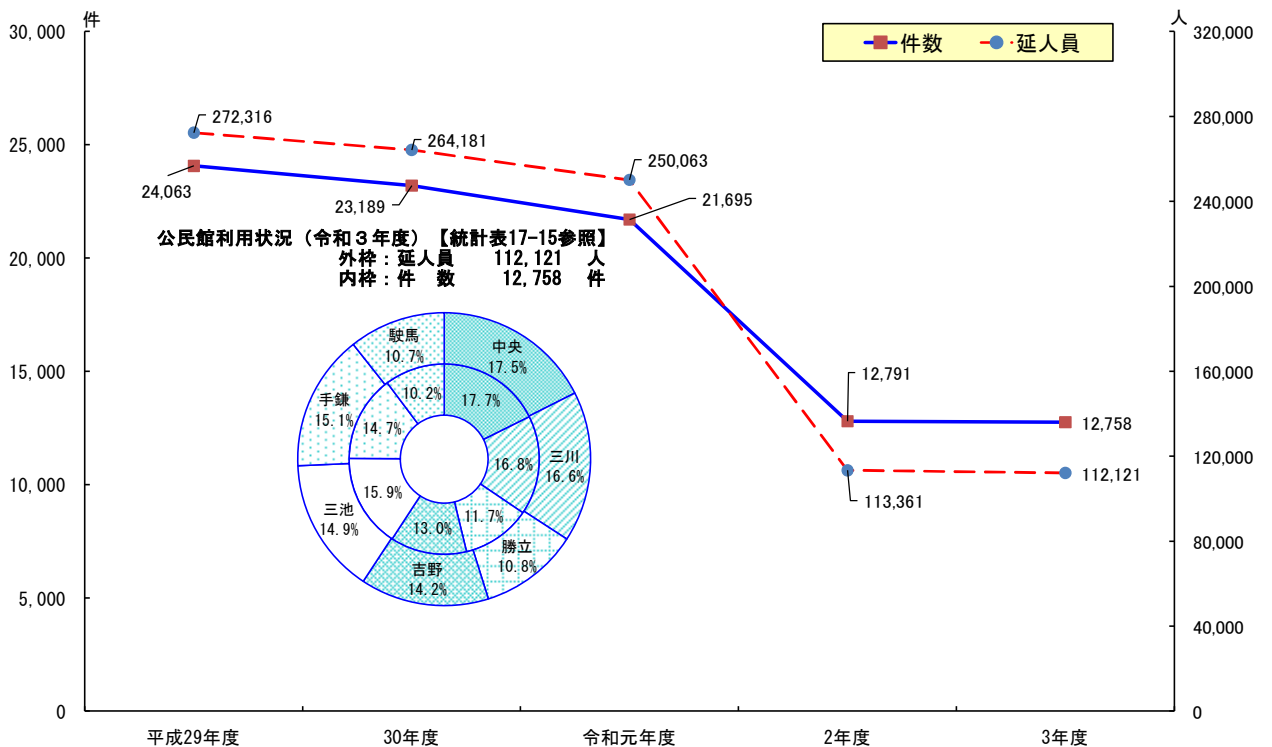 件
人
30,000
25,000
20,000
15,000
10,000
5,000
0
320,000
280,000
240,000
200,000
160,000
120,000
80,000
40,000
0
件数 延人員
272,316
264,181
250,063
24,063
23,189
21,695
公民館利用状況(令和3年度)【統計表17-15参照】
外枠:延人員 112,121 人
内枠:件 数 12,758 件
12,791
12,758
113,361
112,121
中央
17.5%
17.7%
三川
16.6%
16.8%
勝立
10.8%
11.7%
吉野
14.2%
13.0%
三池
14.9%
15.9%
手鎌
15.1%
14.7%
駛馬
10.7%
10.2%
平成29年度 30年度 令和元年度 2年度 3年度